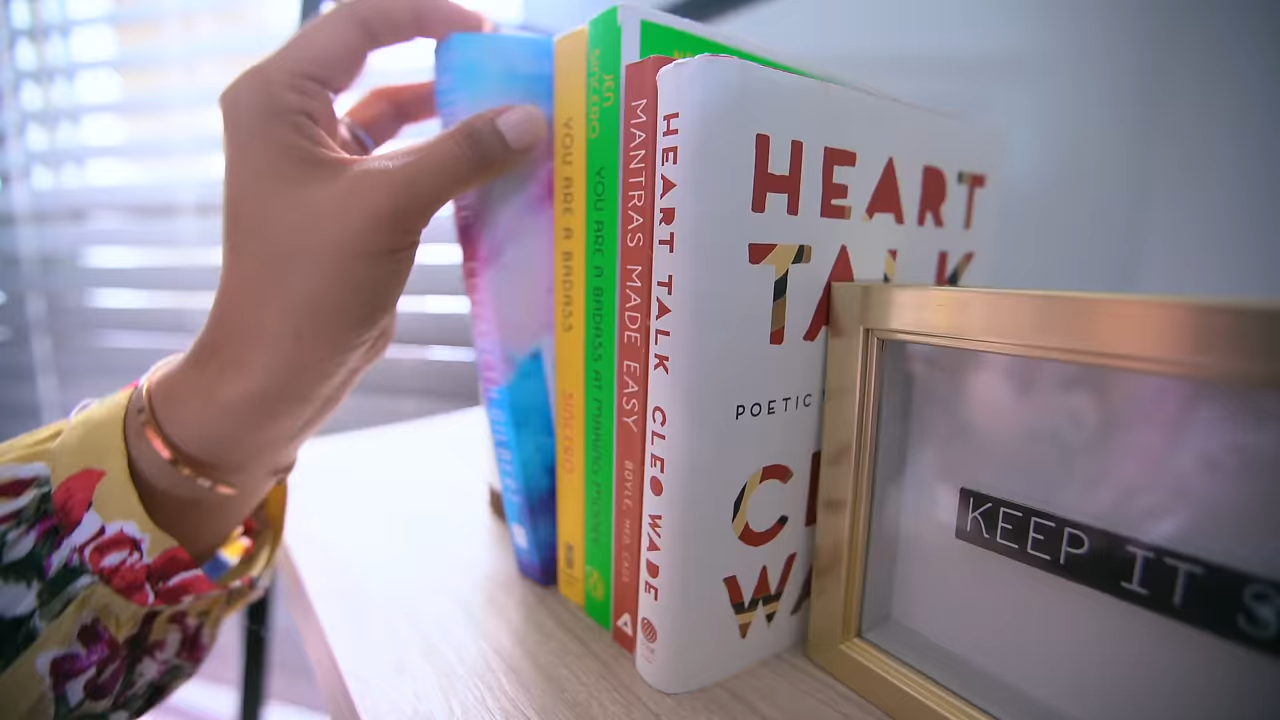 YOU ARE A BADASS
SINCERO
JEN
SINCERO
YOU ARE A BADASS AT MAKING MONEY
MANTRAS MADE EASY
BOYLE, MFA, CAGS
HEART TALK CLEO WADE
HEART
TALK
POETIC
KEEP IT S